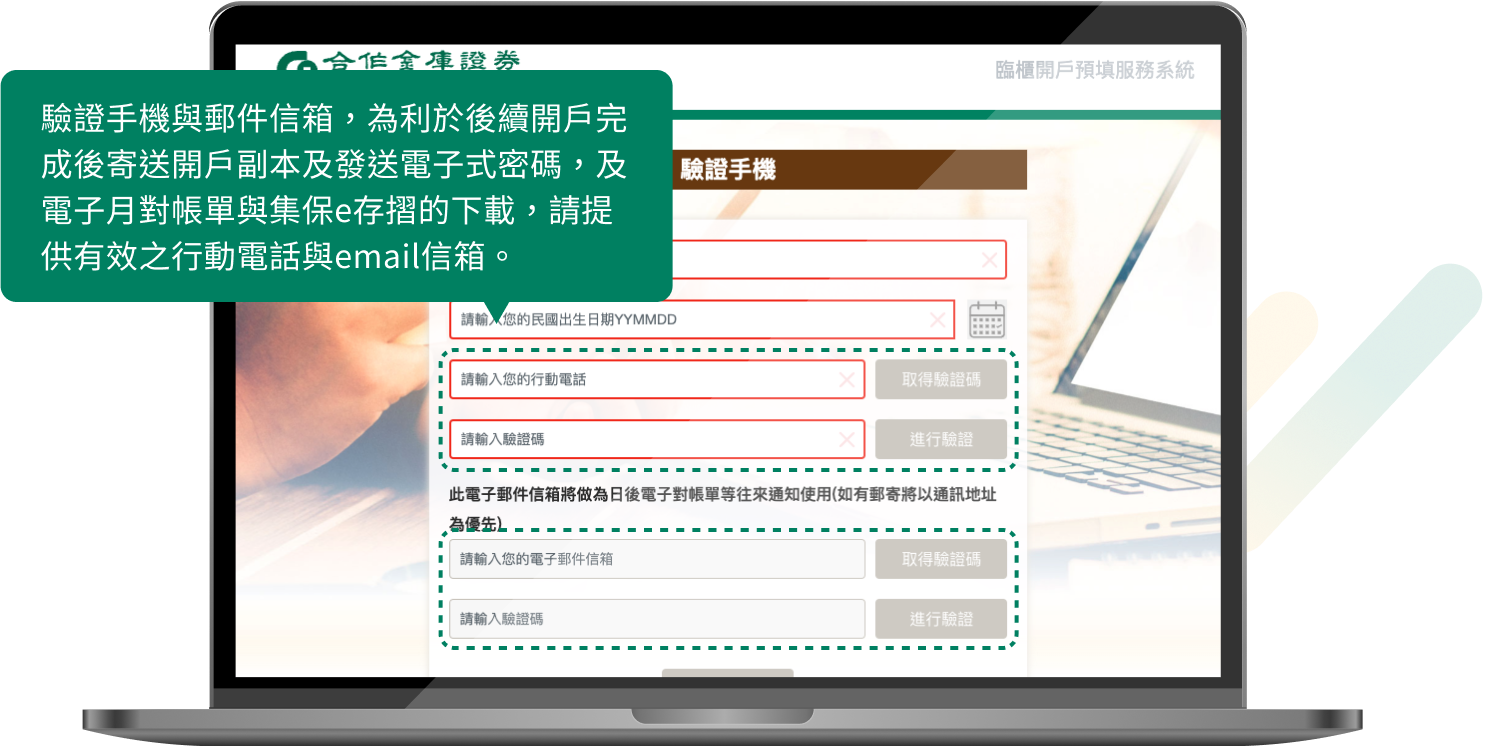 合作金庫證券
臨櫃開戶預填服務系統
驗證手機與郵件信箱，為利於後續開戶完
成後寄送開戶副本及發送電子式密碼，及
電子月對帳單與集保e存摺的下載，請提
供有效之行動電話與email信箱。
驗證手機
請輸入您的民國出生日期YYMMDD
請輸入您的行動電話
取得驗證碼
請輸入驗證碼
進行驗證
此電子郵件信箱將做為日後電子對帳單等往來通知使用(如有郵寄將以通訊地址
為優先)
請輸入您的電子郵件信箱
取得驗證碼
請輸入驗證碼
進行驗證